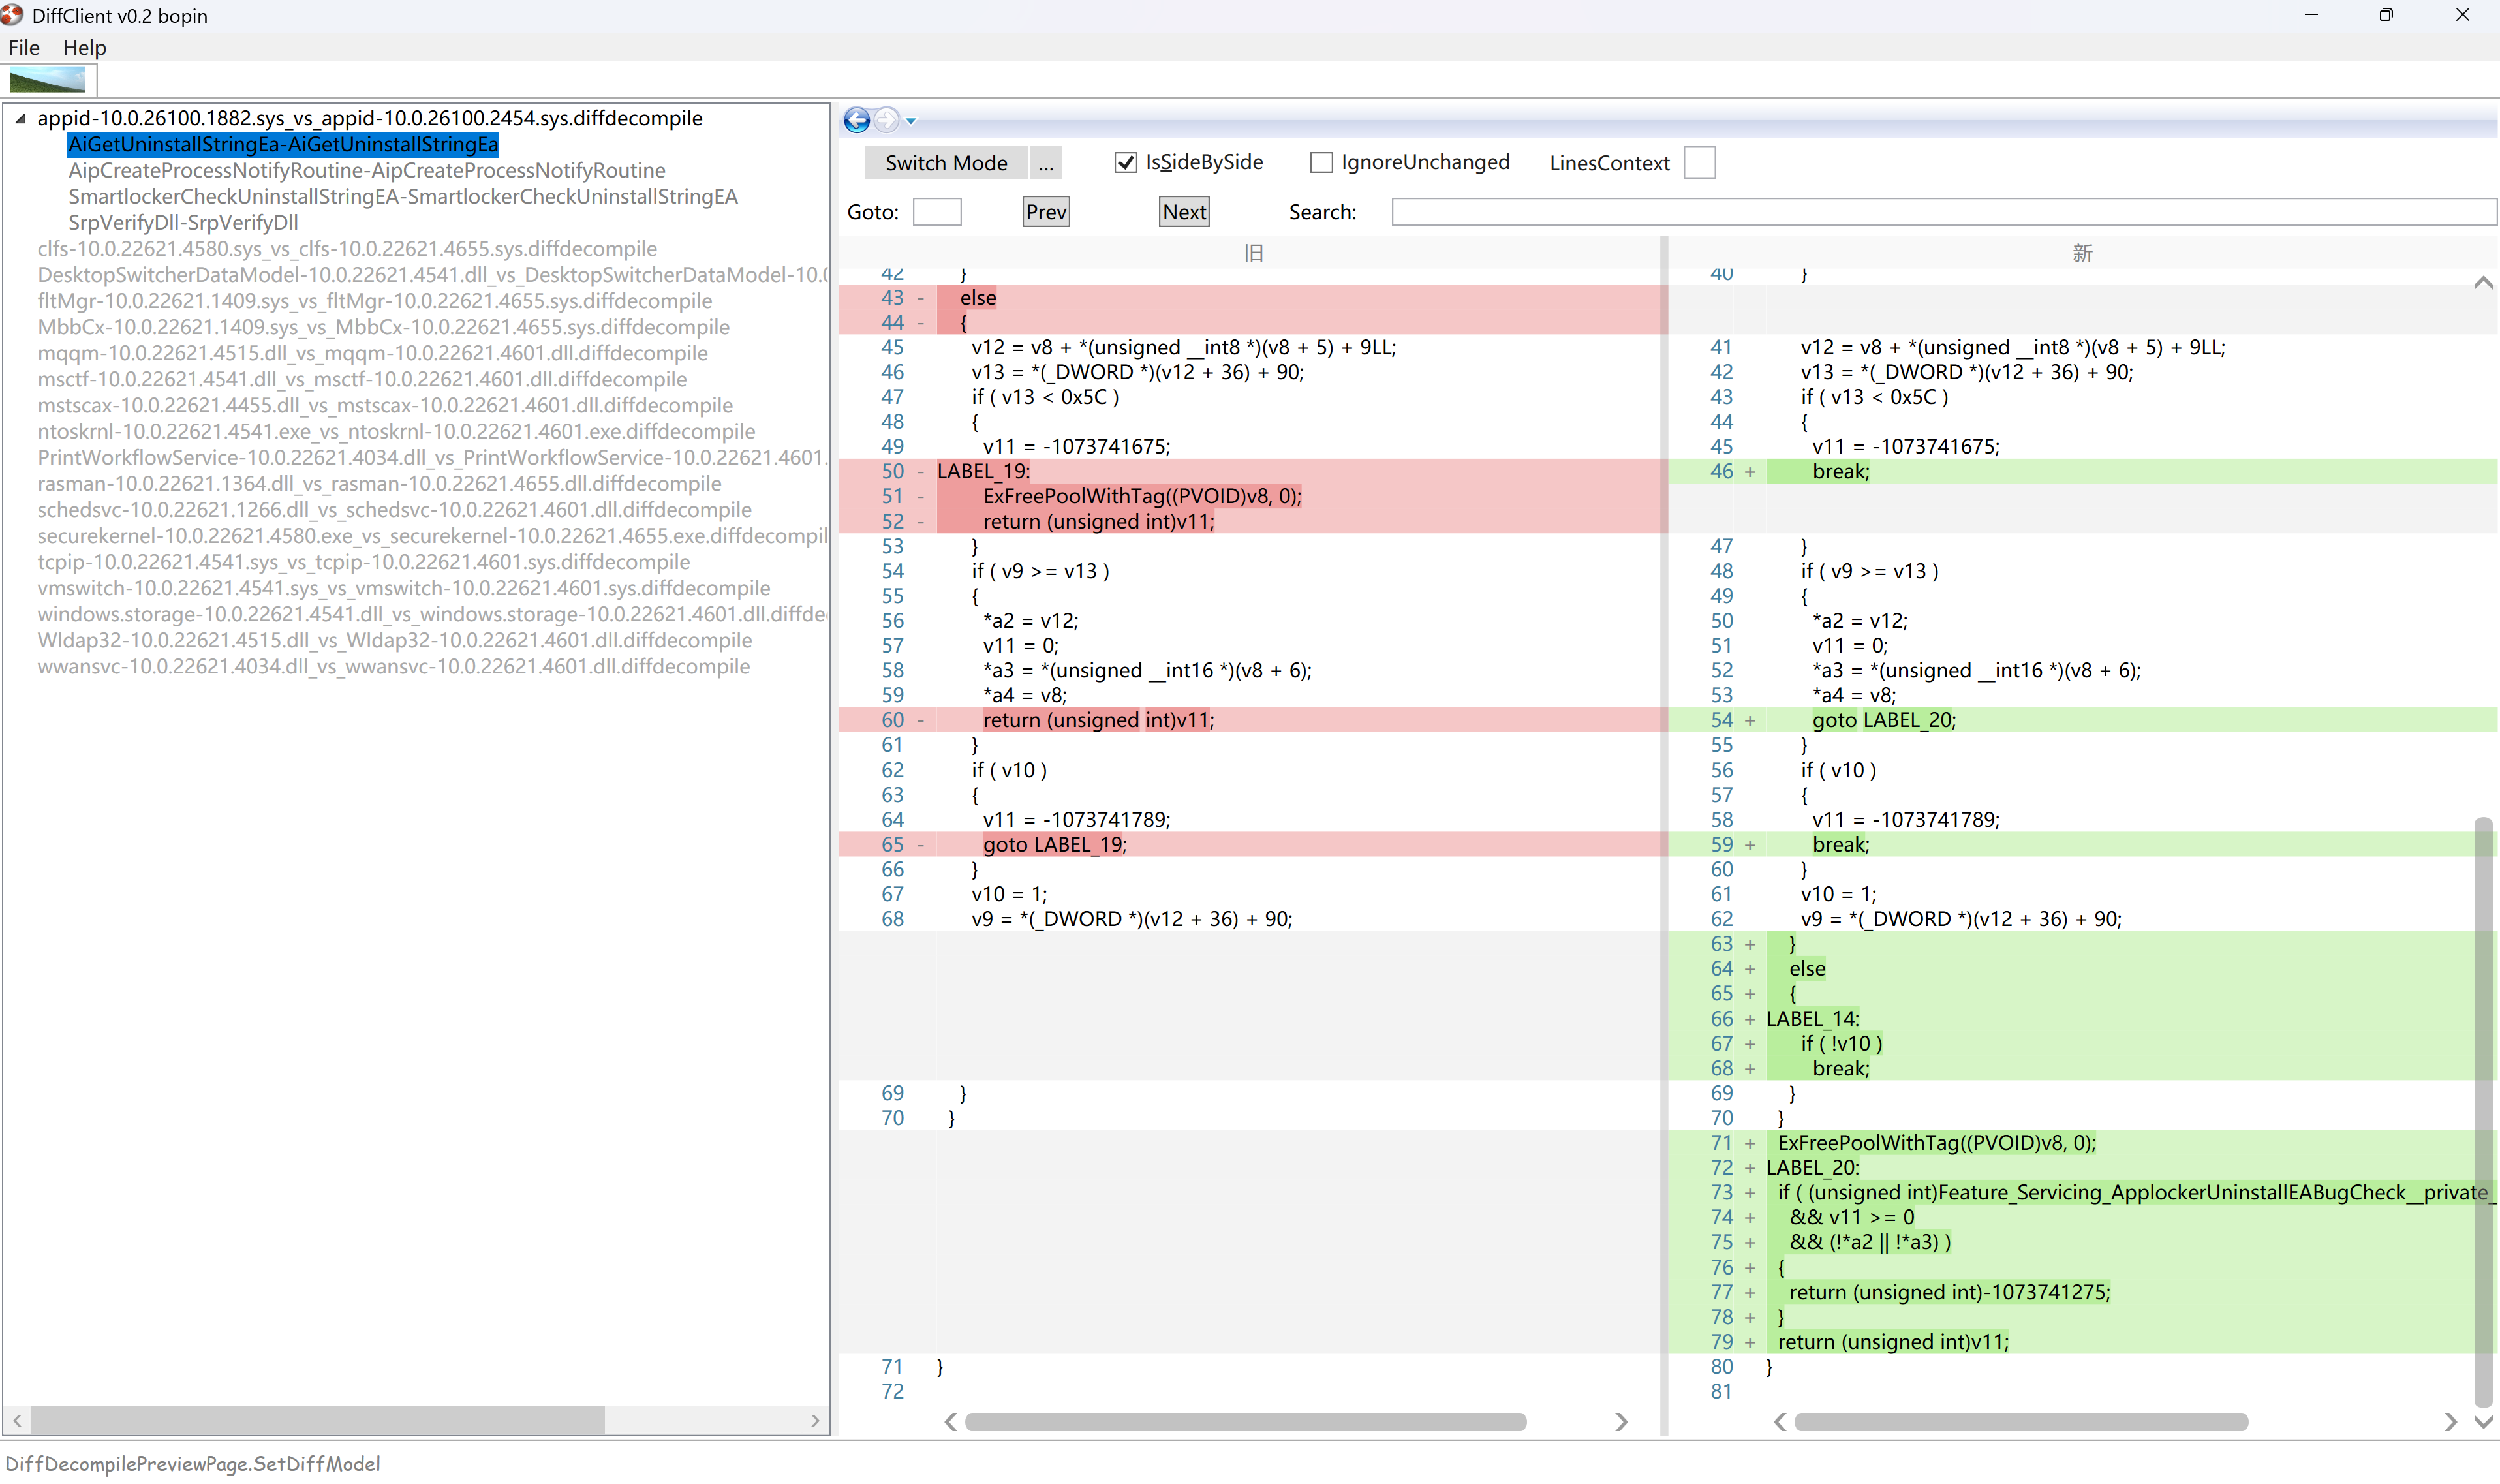 DiffClient v0.2 bopin
File Help
appid-10.0.26100.1882.sys_vs_appid-10.0.26100.2454.sys.diffdecompile
AiGetUninstallStringEa-AiGetUninstallStringEa
AipCreateProcessNotifyRoutine-AipCreateProcessNotifyRoutine
SmartlockerCheckUninstallStringEA-SmartlockerCheckUninstallStringEA
SrpVerifyDll-SrpVerifyDll
clfs-10.0.22621.4580.sys_vs_clfs-10.0.22621.4655.sys.diffdecompile
DesktopSwitcherDataModel-10.0.22621.4541.dll_vs_DesktopSwitcherDataModel-10.0
fltMgr-10.0.22621.1409.sys_vs_fltMgr-10.0.22621.4655.sys.diffdecompile
MbbCx-10.0.22621.1409.sys_vs_MbbCx-10.0.22621.4655.sys.diffdecompile
mqqm-10.0.22621.4515.dll_vs_mqqm-10.0.22621.4601.dll.diffdecompile
msctf-10.0.22621.4541.dll_vs_msctf-10.0.22621.4601.dll.diffdecompile
mstscax-10.0.22621.4455.dll_vs_mstscax-10.0.22621.4601.dll.diffdecompile
ntoskrnl-10.0.22621.4541.exe_vs_ntoskrnl-10.0.22621.4601.exe.diffdecompile
PrintWorkflowService-10.0.22621.4034.dll_vs_PrintWorkflowService-10.0.22621.4601.
rasman-10.0.22621.1364.dll_vs_rasman-10.0.22621.4655.dll.diffdecompile
schedsvc-10.0.22621.1266.dll_vs_schedsvc-10.0.22621.4601.dll.diffdecompile
securekernel-10.0.22621.4580.exe_vs_securekernel-10.0.22621.4655.exe.diffdecompil
tcpip-10.0.22621.4541.sys_vs_tcpip-10.0.22621.4601.sys.diffdecompile
vmswitch-10.0.22621.4541.sys_vs_vmswitch-10.0.22621.4601.sys.diffdecompile
windows.storage-10.0.22621.4541.dll_vs_windows.storage-10.0.22621.4601.dll.diffde
Wldap32-10.0.22621.4515.dll_vs_Wldap32-10.0.22621.4601.dll.diffdecompile
wwansvc-10.0.22621.4034.dll_vs_wwansvc-10.0.22621.4601.dll.diffdecompile
Switch Mode ... IsSideBySide IgnoreUnchanged LinesContext
Goto: Prev Next Search:
旧
42 }
43 - else
44 - {
45 v12 = v8 + *(unsigned __int8 *)(v8 + 5) + 9LL;
46 v13 = *(_DWORD *)(v12 + 36) + 90;
47 if ( v13 < 0x5C )
48 {
49 v11 = -1073741675;
50 - LABEL_19:
51 - ExFreePoolWithTag((PVOID)v8, 0);
52 - return (unsigned int)v11;
53 }
54 if ( v9 >= v13 )
55 {
56 *a2 = v12;
57 v11 = 0;
58 *a3 = *(unsigned __int16 *)(v8 + 6);
59 *a4 = v8;
60 - return (unsigned int)v11;
61 }
62 if ( v10 )
63 {
64 v11 = -1073741789;
65 - goto LABEL_19;
66 }
67 v10 = 1;
68 v9 = *(_DWORD *)(v12 + 36) + 90;
69 }
70 }
71 }
72
新
40 }
41 v12 = v8 + *(unsigned __int8 *)(v8 + 5) + 9LL;
42 v13 = *(_DWORD *)(v12 + 36) + 90;
43 if ( v13 < 0x5C )
44 {
45 v11 = -1073741675;
46 + break;
47 }
48 if ( v9 >= v13 )
49 {
50 *a2 = v12;
51 v11 = 0;
52 *a3 = *(unsigned __int16 *)(v8 + 6);
53 *a4 = v8;
54 + goto LABEL_20;
55 }
56 if ( v10 )
57 {
58 v11 = -1073741789;
59 + break;
60 }
61 v10 = 1;
62 v9 = *(_DWORD *)(v12 + 36) + 90;
63 + }
64 + else
65 + {
66 + LABEL_14:
67 + if ( !v10 )
68 + break;
69 }
70 }
71 + ExFreePoolWithTag((PVOID)v8, 0);
72 + LABEL_20:
73 + if ( (unsigned int)Feature_Servicing_ApplockerUninstallEABugCheck__private_
74 + && v11 >= 0
75 + && (!*a2 || !*a3) )
76 + {
77 + return (unsigned int)-1073741275;
78 + }
79 + return (unsigned int)v11;
80 }
81
DiffDecompilePreviewPage.SetDiffModel